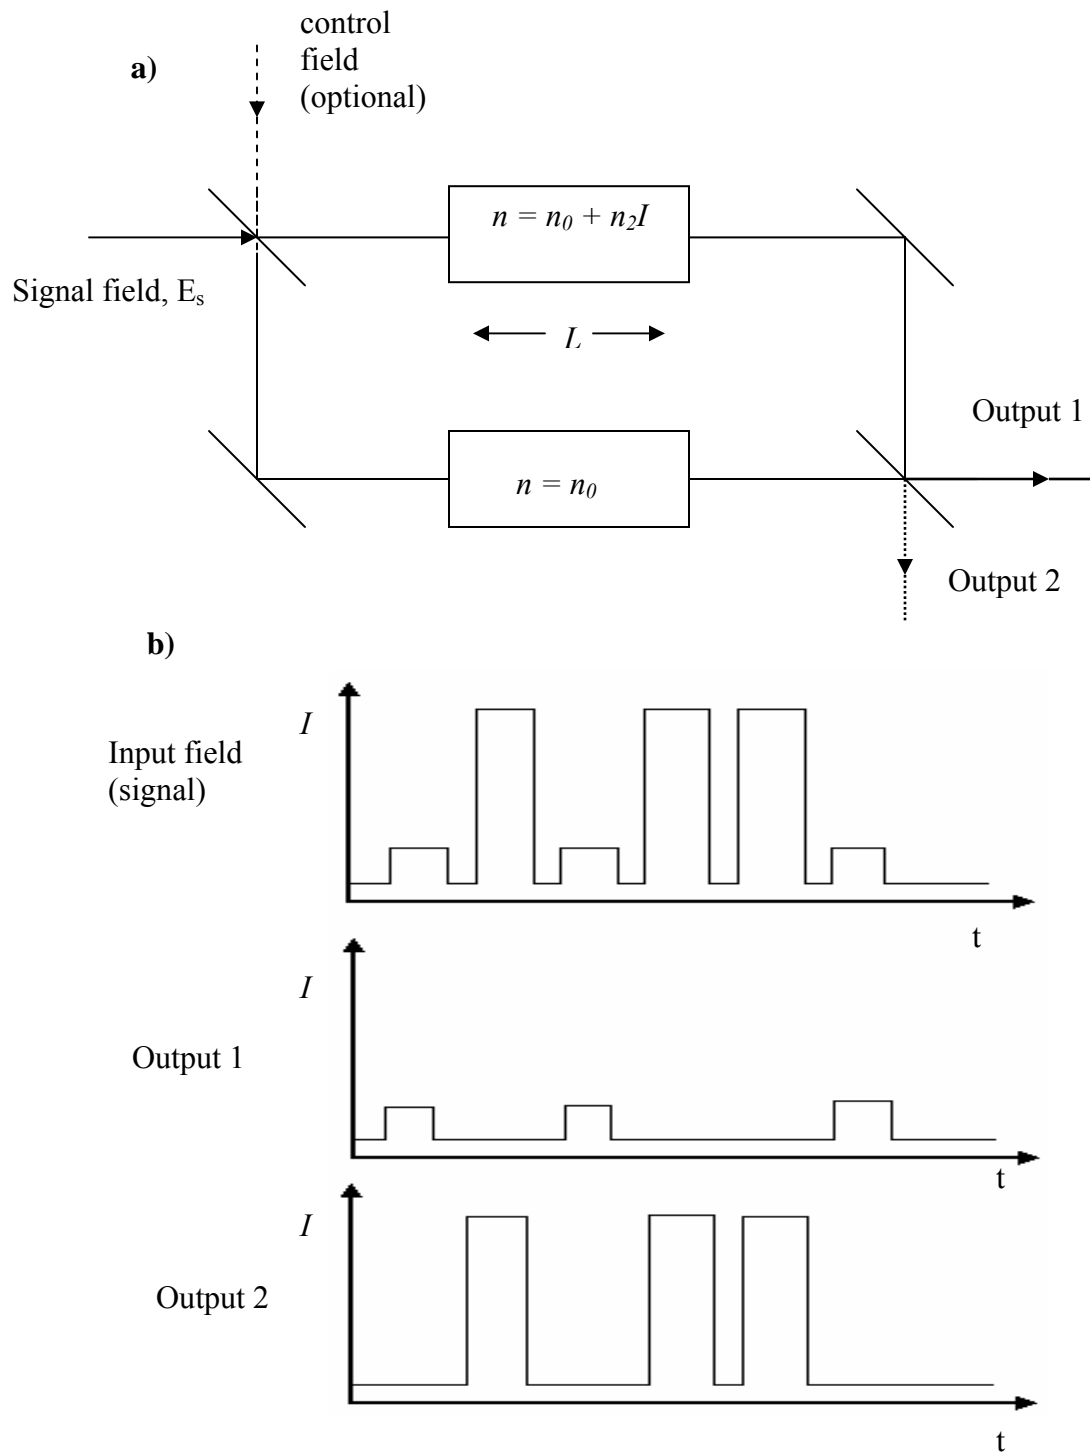 a)
control
field
(optional)
n = n₀ + n₂I
Signal field, Eₛ
L
Output 1
n = n₀
Output 2
b)
I
Input field
(signal)
t
I
Output 1
t
I
Output 2
t